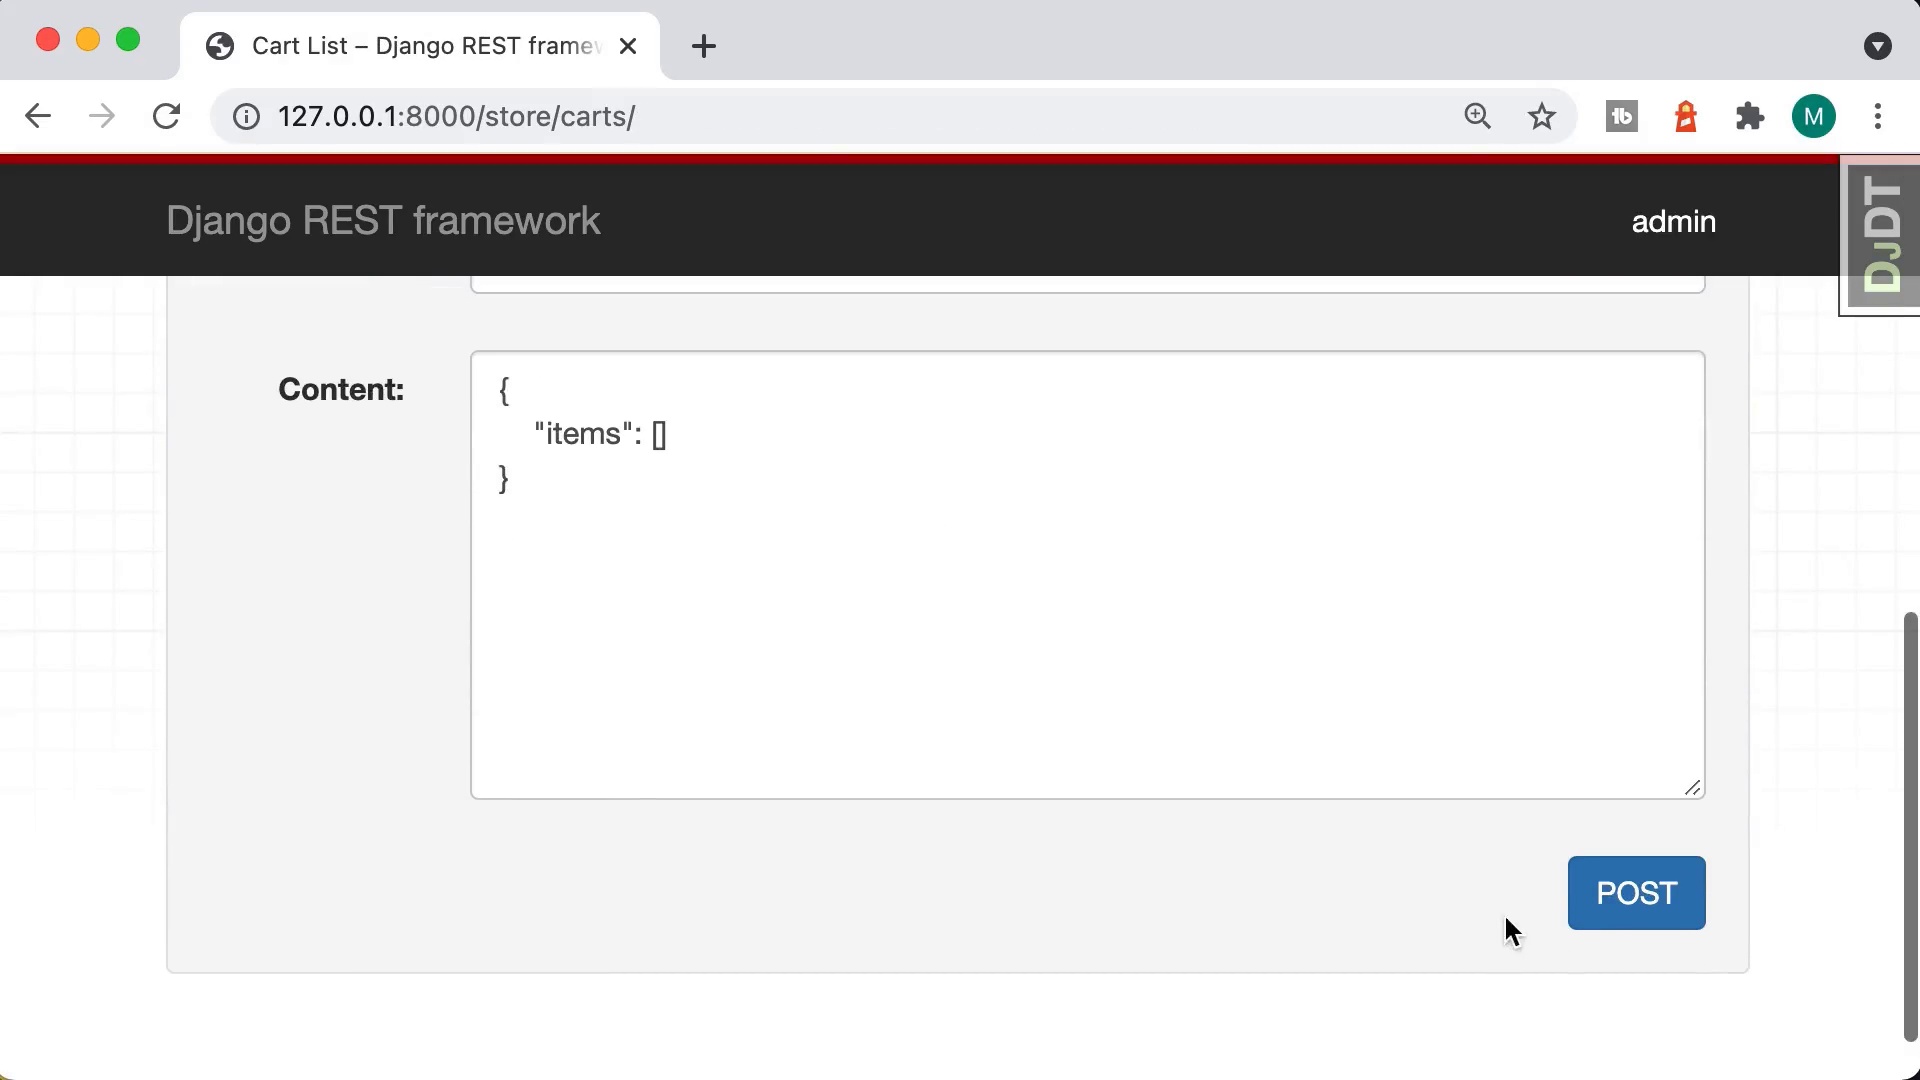 Cart List – Django REST framew
127.0.0.1:8000/store/carts/
tb
M
Django REST framework
admin
DJDT
Content:
{
"items": []
}
POST